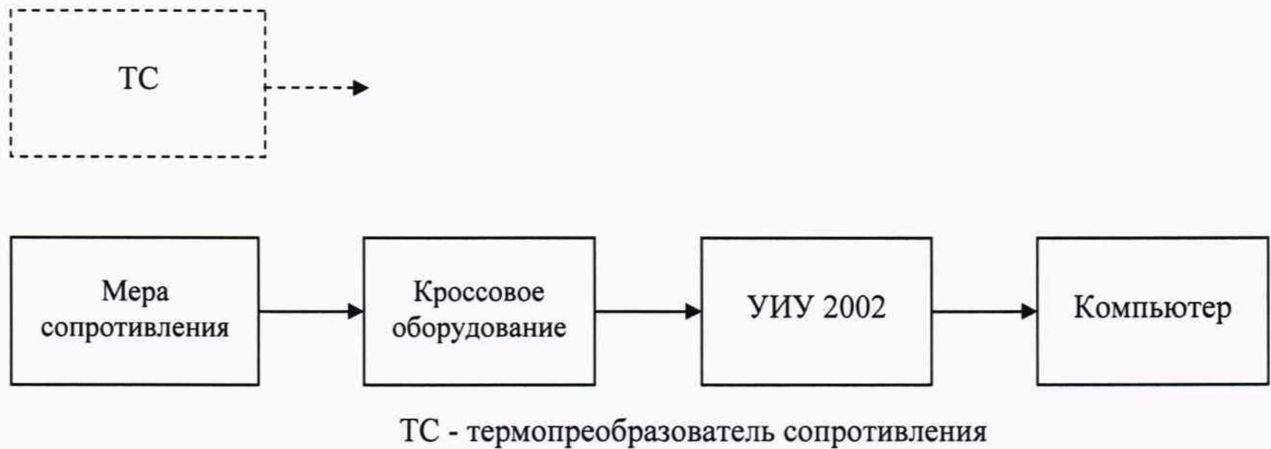 ТС
Мера
сопротивления
Кроссовое
оборудование
УИУ 2002
Компьютер
ТС - термопреобразователь сопротивления